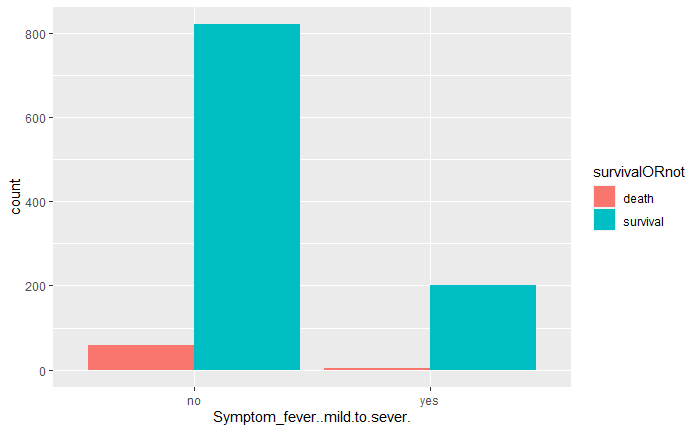 800
600
400
200
0
count
no
yes
Symptom_fever..mild.to.sever.
survivalORnot
death
survival